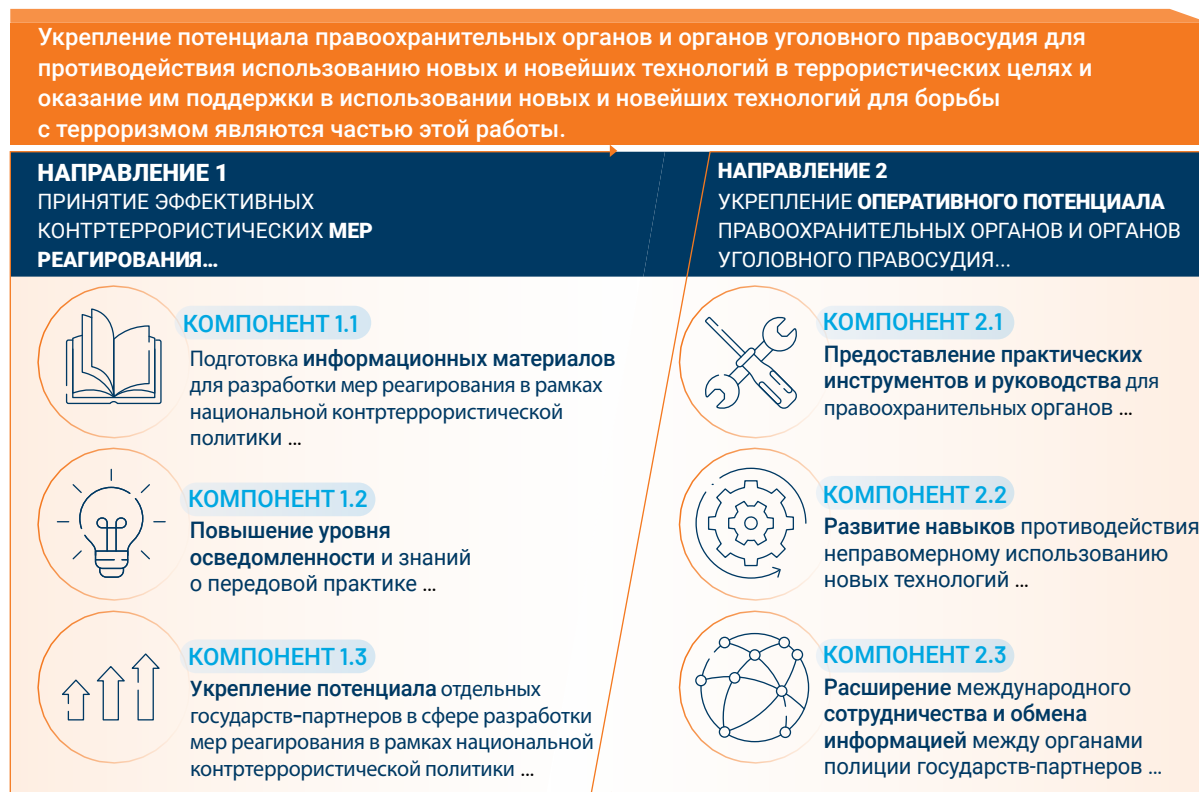 Укрепление потенциала правоохранительных органов и органов уголовного правосудия для
противодействия использованию новых и новейших технологий в террористических целях и
оказание им поддержки в использовании новых и новейших технологий для борьбы
с терроризмом являются частью этой работы.
НАПРАВЛЕНИЕ 1
ПРИНЯТИЕ ЭФФЕКТИВНЫХ
КОНТРТЕРРОРИСТИЧЕСКИХ МЕР
РЕАГИРОВАНИЯ...
КОМПОНЕНТ 1.1
Подготовка информационных материалов
для разработки мер реагирования в рамках
национальной контртеррористической
политики ...
КОМПОНЕНТ 1.2
Повышение уровня
осведомленности и знаний
о передовой практике ...
КОМПОНЕНТ 1.3
Укрепление потенциала отдельных
государств-партнеров в сфере разработки
мер реагирования в рамках национальной
контртеррористической политики ...
НАПРАВЛЕНИЕ 2
УКРЕПЛЕНИЕ ОПЕРАТИВНОГО ПОТЕНЦИАЛА
ПРАВООХРАНИТЕЛЬНЫХ ОРГАНОВ И ОРГАНОВ
УГОЛОВНОГО ПРАВОСУДИЯ...
КОМПОНЕНТ 2.1
Предоставление практических
инструментов и руководства для
правоохранительных органов ...
КОМПОНЕНТ 2.2
Развитие навыков противодействия
неправомерному использованию
новых технологий ...
КОМПОНЕНТ 2.3
Расширение международного
сотрудничества и обмена
информацией между органами
полиции государств-партнеров ...